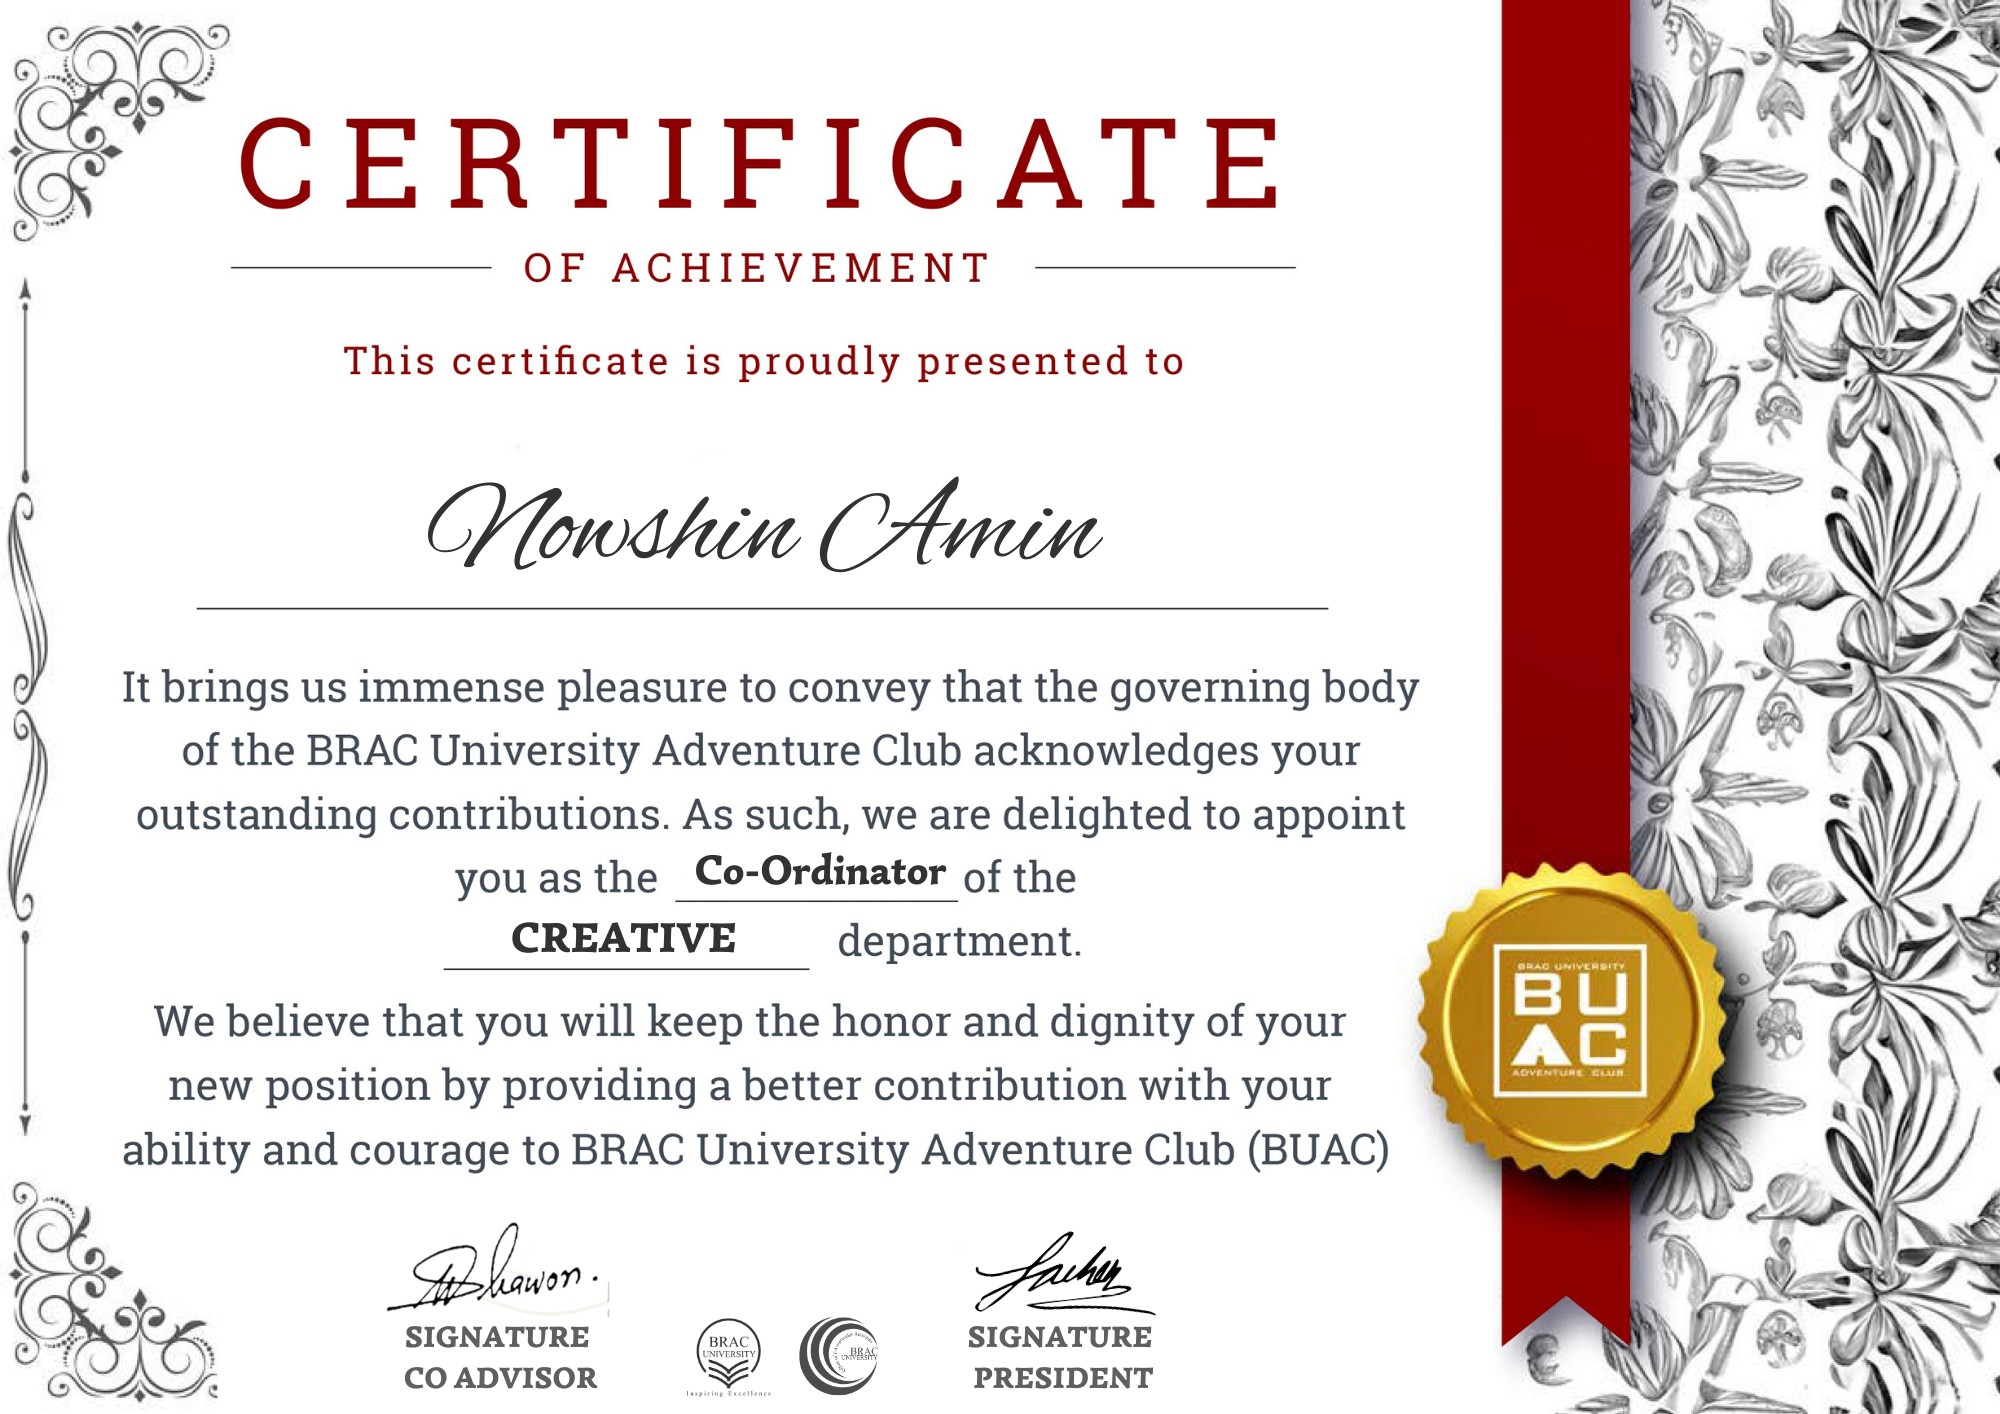 CERTIFICATE
OF ACHIEVEMENT
This certificate is proudly presented to
Nowshin Amin
It brings us immense pleasure to convey that the governing body
of the BRAC University Adventure Club acknowledges your
outstanding contributions. As such, we are delighted to appoint
you as the Co-Ordinator of the
CREATIVE department.
We believe that you will keep the honor and dignity of your
new position by providing a better contribution with your
ability and courage to BRAC University Adventure Club (BUAC)
BRAC UNIVERSITY
BU
AC
ADVENTURE CLUB
SIGNATURE
CO ADVISOR
BRAC
UNIVERSITY
Inspiring Excellence
BRAC
UNIVERSITY
SIGNATURE
PRESIDENT